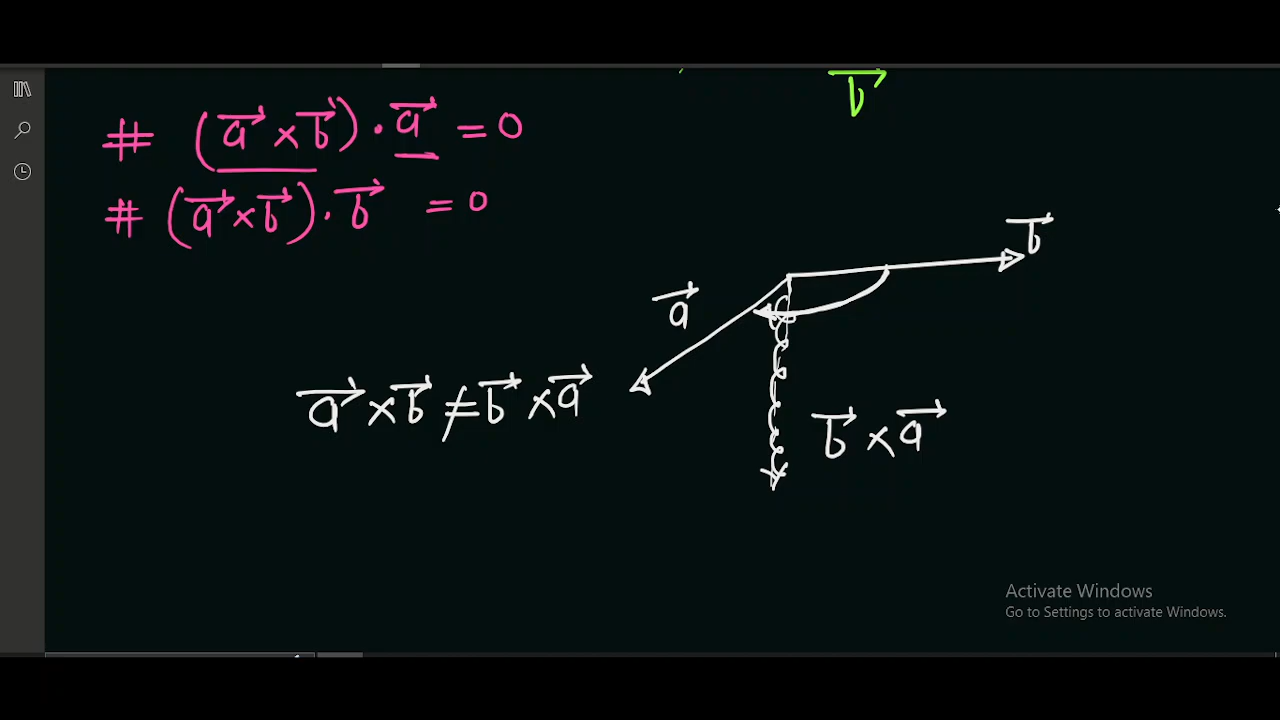 b⃗
# (a⃗ × b⃗) · a⃗ = 0
# (a⃗ × b⃗) · b⃗ = 0
b⃗
a⃗
a⃗ × b⃗ ≠ b⃗ × a⃗
b⃗ × a⃗
Activate Windows
Go to Settings to activate Windows.